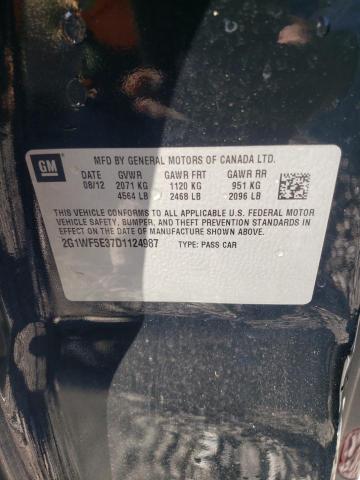 GM
MFD BY GENERAL MOTORS OF CANADA LTD.
DATE GVWR GAWR FRT GAWR RR
08/12 2071 KG 1120 KG 951 KG
4564 LB 2468 LB 2096 LB
THIS VEHICLE CONFORMS TO ALL APPLICABLE U.S. FEDERAL MOTOR
VEHICLE SAFETY, BUMPER, AND THEFT PREVENTION STANDARDS
IN EFFECT ON THE DATE OF MANUFACTURE SHOWN ABOVE.
2G1WF5E37D1124987 TYPE: PASS CAR